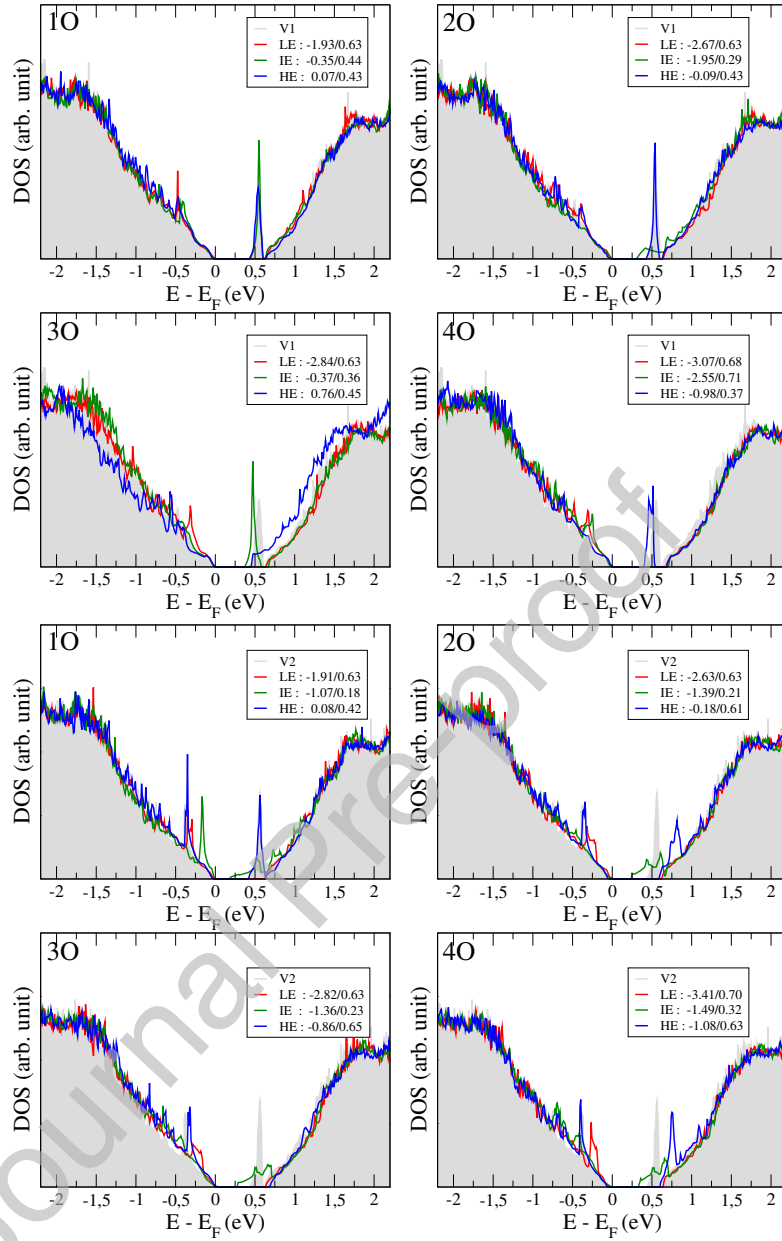 1O
V1
LE : -1.93/0.63
IE : -0.35/0.44
HE : 0.07/0.43
DOS (arb. unit)
-2 -1,5 -1 -0,5 0 0,5 1 1,5 2
E - E_F (eV)
2O
V1
LE : -2.67/0.63
IE : -1.95/0.29
HE : -0.09/0.43
DOS (arb. unit)
-2 -1,5 -1 -0,5 0 0,5 1 1,5 2
E - E_F (eV)
3O
V1
LE : -2.84/0.63
IE : -0.37/0.36
HE : 0.76/0.45
DOS (arb. unit)
-2 -1,5 -1 -0,5 0 0,5 1 1,5 2
E - E_F (eV)
4O
V1
LE : -3.07/0.68
IE : -2.55/0.71
HE : -0.98/0.37
DOS (arb. unit)
-2 -1,5 -1 -0,5 0 0,5 1 1,5 2
E - E_F (eV)
1O
V2
LE : -1.91/0.63
IE : -1.07/0.18
HE : 0.08/0.42
DOS (arb. unit)
-2 -1,5 -1 -0,5 0 0,5 1 1,5 2
E - E_F (eV)
2O
V2
LE : -2.63/0.63
IE : -1.39/0.21
HE : -0.18/0.61
DOS (arb. unit)
-2 -1,5 -1 -0,5 0 0,5 1 1,5 2
E - E_F (eV)
3O
V2
LE : -2.82/0.63
IE : -1.36/0.23
HE : -0.86/0.65
DOS (arb. unit)
-2 -1,5 -1 -0,5 0 0,5 1 1,5 2
E - E_F (eV)
4O
V2
LE : -3.41/0.70
IE : -1.49/0.32
HE : -1.08/0.63
DOS (arb. unit)
-2 -1,5 -1 -0,5 0 0,5 1 1,5 2
E - E_F (eV)
Journal Pre-proof